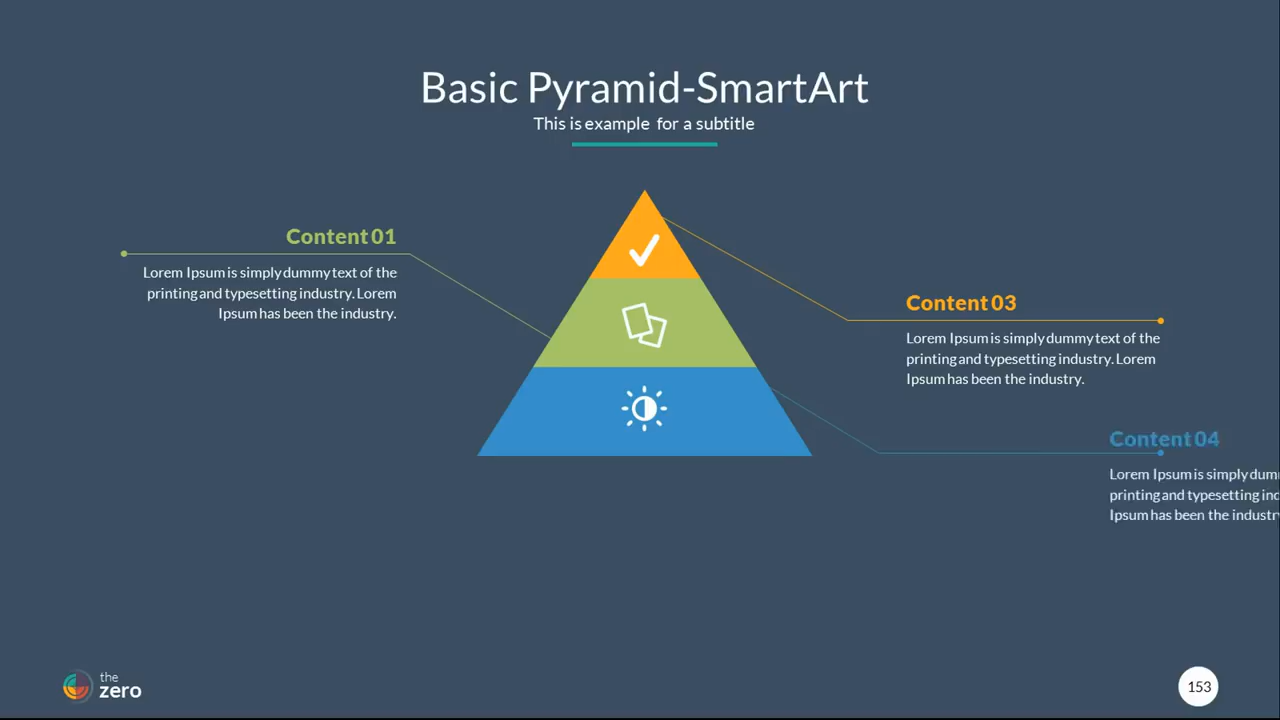 Basic Pyramid-SmartArt
This is example for a subtitle
Content 01
Lorem Ipsum is simply dummy text of the
printing and typesetting industry. Lorem
Ipsum has been the industry.
Content 03
Lorem Ipsum is simply dummy text of the
printing and typesetting industry. Lorem
Ipsum has been the industry.
Content 04
Lorem Ipsum is simply
printing and typesetting
Ipsum has been the
the
zero
153